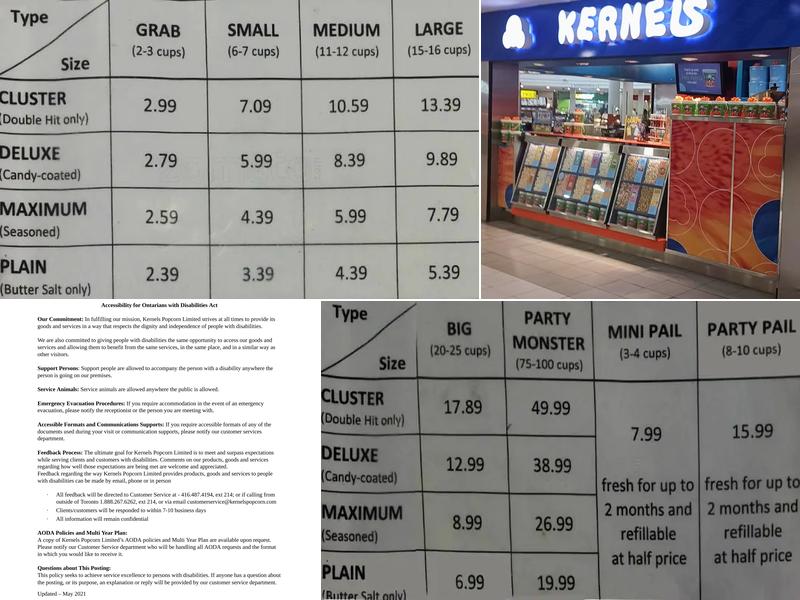 Type
Size
GRAB
(2-3 cups)
SMALL
(6-7 cups)
MEDIUM
(11-12 cups)
LARGE
(15-16 cups)
CLUSTER
(Double Hit only)
2.99 7.09 10.59 13.39
DELUXE
(Candy-coated)
2.79 5.99 8.39 9.89
MAXIMUM
(Seasoned)
2.59 4.39 5.99 7.79
PLAIN
(Butter Salt only)
2.39 3.39 4.39 5.39
KERNELS
Accessibility for Ontarians with Disabilities Act
Our Commitment: In fulfilling our mission, Kernels Popcorn Limited strives at all times to provide its
goods and services in a way that respects the dignity and independence of people with disabilities.
We are also committed to giving people with disabilities the same opportunity to access our goods and
services and allowing them to benefit from the same services, in the same place, and in a similar way as
other visitors.
Support Persons: Support people are allowed to accompany the person with a disability anywhere the
person is going on our premises.
Service Animals: Service animals are allowed anywhere the public is allowed.
Emergency Evacuation Procedures: If you require accommodation in the event of an emergency
evacuation, please notify the receptionist or the person you are meeting with.
Accessible Formats and Communications Supports: If you require accessible formats of any of the
documents used during your visit or communication supports, please notify our customer services
department.
Feedback Process: The ultimate goal for Kernels Popcorn Limited is to meet and surpass expectations
while serving clients and customers with disabilities. Comments on our products, goods and services
regarding how well those expectations are being met are welcome and appreciated.
Feedback regarding the way Kernels Popcorn Limited provides products, goods and services to people
with disabilities can be made by email, phone or in person
· All feedback will be directed to Customer Service at - 416.487.4194, ext 214; or if calling from
outside of Toronto 1.888.267.6262, ext 214, or via email customerservice@kernelspopcorn.com
· Clients/customers will be responded to within 7-10 business days
· All information will remain confidential
AODA Policies and Multi Year Plan:
A copy of Kernels Popcorn Limited's AODA policies and Multi Year Plan are available upon request.
Please notify our Customer Service department who will be handling all AODA requests and the format
in which you would like to receive it.
Questions about This Posting:
This policy seeks to achieve service excellence to persons with disabilities. If anyone has a question about
the posting, or its purpose, an explanation or reply will be provided by our customer service department.
Updated – May 2021
Type
Size
BIG
(20-25 cups)
PARTY
MONSTER
(75-100 cups)
MINI PAIL
(3-4 cups)
PARTY PAIL
(8-10 cups)
CLUSTER
(Double Hit only)
17.89 49.99
DELUXE
(Candy-coated)
12.99 38.99
MAXIMUM
(Seasoned)
8.99 26.99
PLAIN
(Butter Salt only)
6.99 19.99
7.99
fresh for up to
2 months and
refillable
at half price
15.99
fresh for up to
2 months and
refillable
at half price